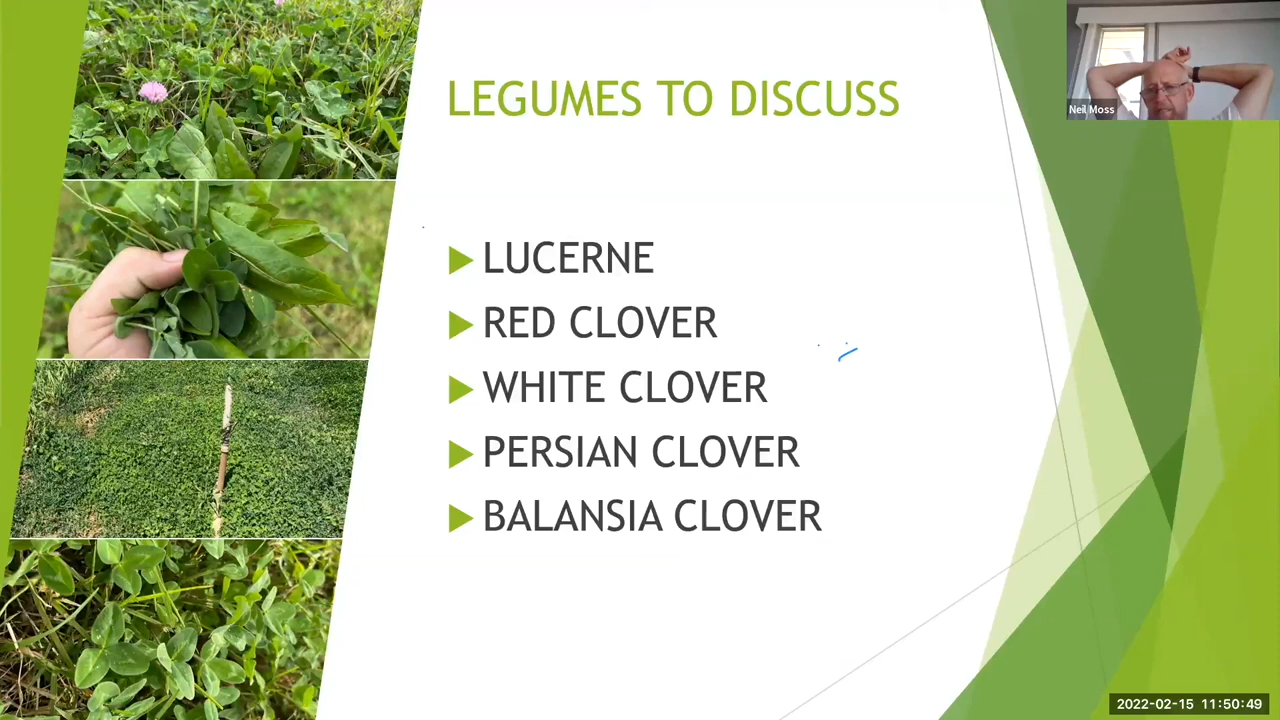 LEGUMES TO DISCUSS
Neil Moss
LUCERNE
RED CLOVER
WHITE CLOVER
PERSIAN CLOVER
BALANSIA CLOVER
2022-02-15 11:50:49